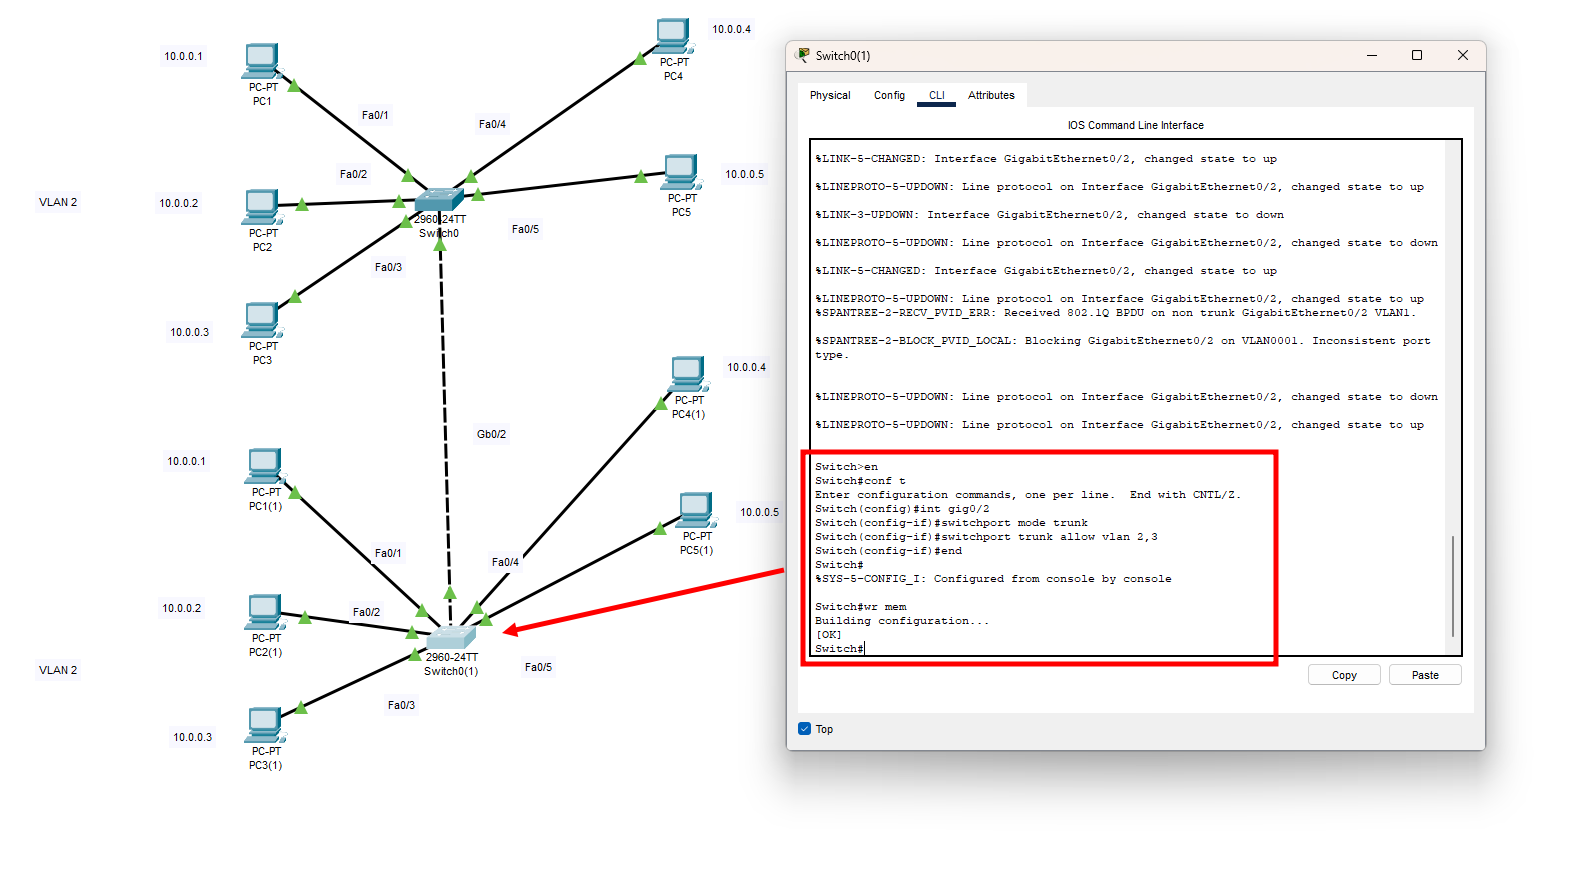 10.0.0.1
PC-PT
PC1
Fa0/1
10.0.0.4
PC-PT
PC4
Fa0/4
VLAN 2
10.0.0.2
PC-PT
PC2
Fa0/2
2960-24TT
Switch0
10.0.0.5
PC-PT
PC5
Fa0/5
Fa0/3
10.0.0.3
PC-PT
PC3
Gb0/2
10.0.0.4
PC-PT
PC4(1)
10.0.0.1
PC-PT
PC1(1)
Fa0/1
10.0.0.5
PC-PT
PC5(1)
Fa0/4
10.0.0.2
PC-PT
PC2(1)
Fa0/2
2960-24TT
Switch0(1)
Fa0/5
VLAN 2
Fa0/3
10.0.0.3
PC-PT
PC3(1)
Switch0(1)
Physical Config CLI Attributes
IOS Command Line Interface
%LINK-5-CHANGED: Interface GigabitEthernet0/2, changed state to up
%LINEPROTO-5-UPDOWN: Line protocol on Interface GigabitEthernet0/2, changed state to up
%LINK-3-UPDOWN: Interface GigabitEthernet0/2, changed state to down
%LINEPROTO-5-UPDOWN: Line protocol on Interface GigabitEthernet0/2, changed state to down
%LINK-5-CHANGED: Interface GigabitEthernet0/2, changed state to up
%LINEPROTO-5-UPDOWN: Line protocol on Interface GigabitEthernet0/2, changed state to up
%SPANTREE-2-RECV_PVID_ERR: Received 802.1Q BPDU on non trunk GigabitEthernet0/2 VLAN1.
%SPANTREE-2-BLOCK_PVID_LOCAL: Blocking GigabitEthernet0/2 on VLAN0001. Inconsistent port
type.
%LINEPROTO-5-UPDOWN: Line protocol on Interface GigabitEthernet0/2, changed state to down
%LINEPROTO-5-UPDOWN: Line protocol on Interface GigabitEthernet0/2, changed state to up
Switch>en
Switch#conf t
Enter configuration commands, one per line.  End with CNTL/Z.
Switch(config)#int gig0/2
Switch(config-if)#switchport mode trunk
Switch(config-if)#switchport trunk allow vlan 2,3
Switch(config-if)#end
Switch#
%SYS-5-CONFIG_I: Configured from console by console
Switch#wr mem
Building configuration...
[OK]
Switch#
Copy Paste
Top